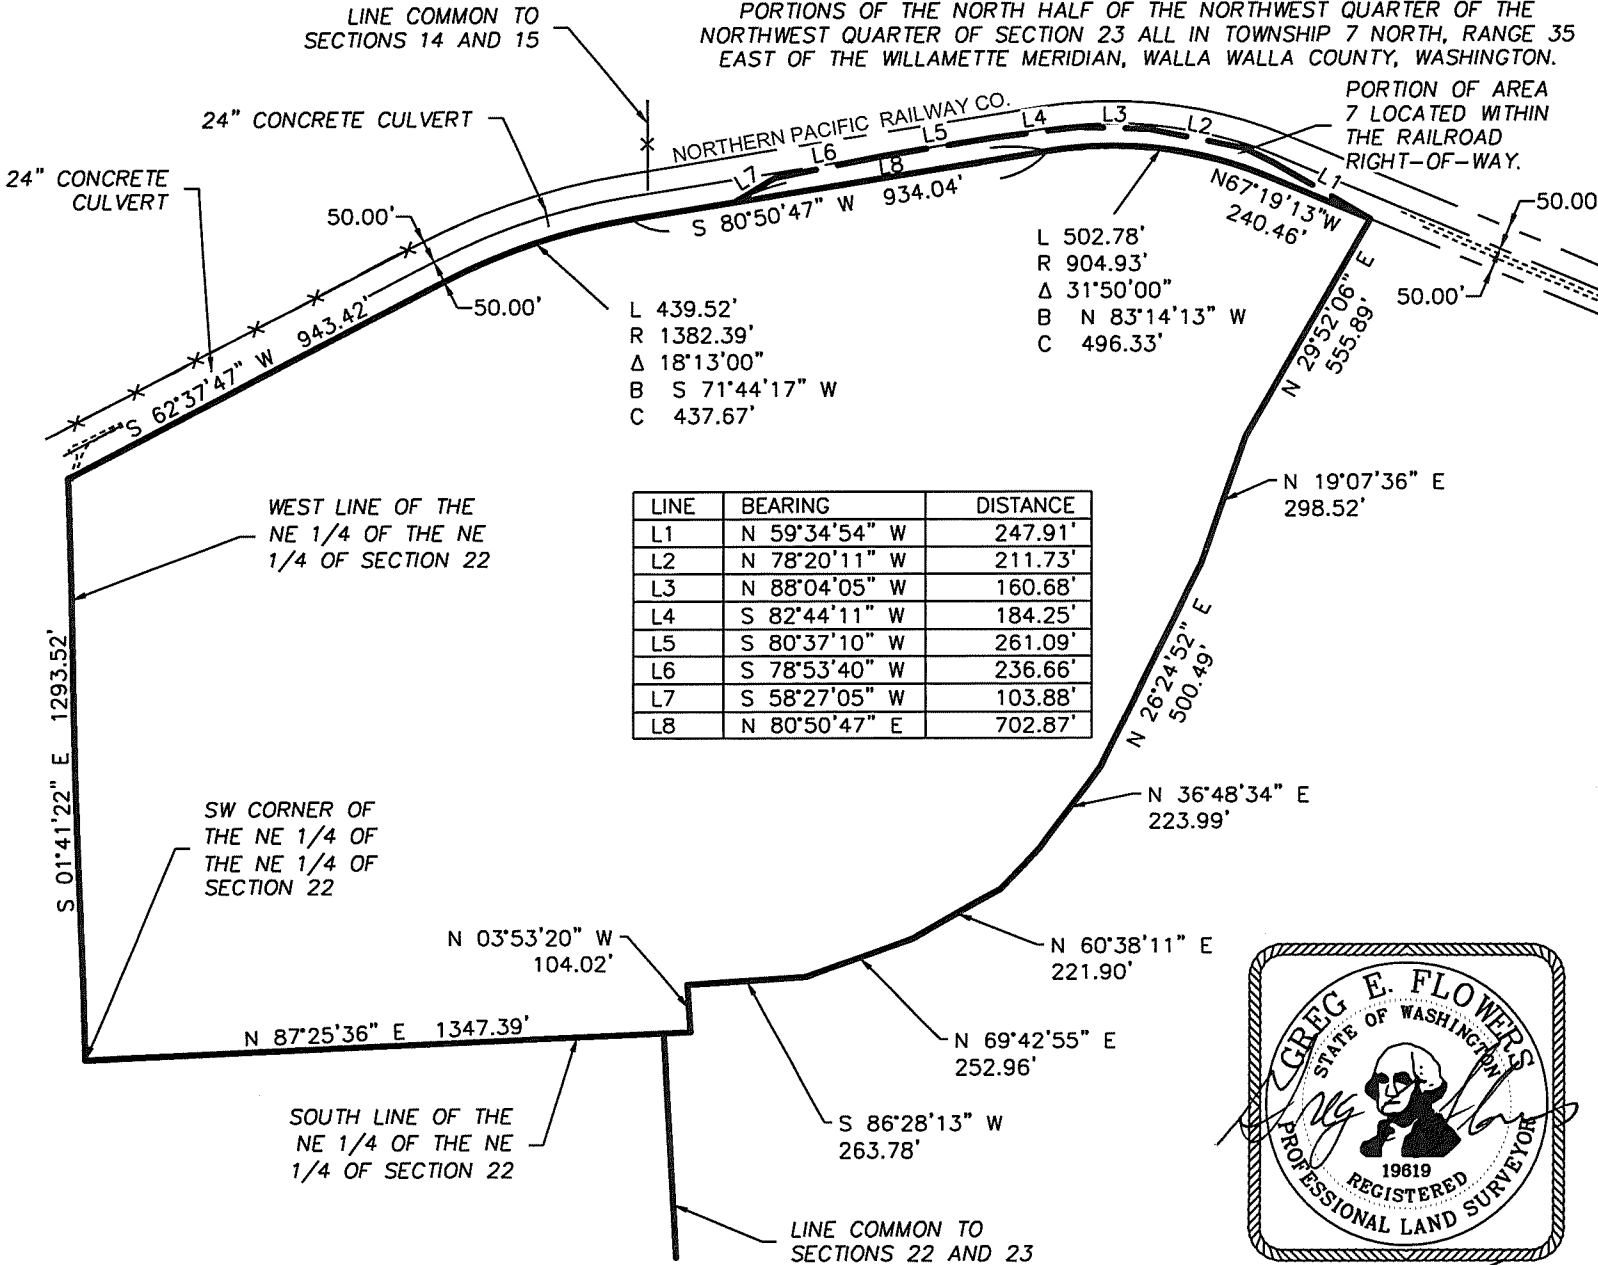 LINE COMMON TO
SECTIONS 14 AND 15
PORTIONS OF THE NORTH HALF OF THE NORTHWEST QUARTER OF THE
NORTHWEST QUARTER OF SECTION 23 ALL IN TOWNSHIP 7 NORTH, RANGE 35
EAST OF THE WILLAMETTE MERIDIAN, WALLA WALLA COUNTY, WASHINGTON.
PORTION OF AREA
7 LOCATED WITHIN
THE RAILROAD
RIGHT-OF-WAY.
24" CONCRETE CULVERT
24" CONCRETE
CULVERT
NORTHERN PACIFIC RAILWAY CO.
L7
L6
L5
L4
L3
L2
L1
L8
50.00'
50.00'
50.00
50.00'
S 80°50'47" W 934.04'
N67°19'13"W
240.46'
S 62°37'47" W 943.42'
L 439.52'
R 1382.39'
Δ 18°13'00"
B S 71°44'17" W
C 437.67'
L 502.78'
R 904.93'
Δ 31°50'00"
B N 83°14'13" W
C 496.33'
N 29°52'06" E
555.89'
N 19°07'36" E
298.52'
WEST LINE OF THE
NE 1/4 OF THE NE
1/4 OF SECTION 22
LINE BEARING DISTANCE
L1 N 59°34'54" W 247.91'
L2 N 78°20'11" W 211.73'
L3 N 88°04'05" W 160.68'
L4 S 82°44'11" W 184.25'
L5 S 80°37'10" W 261.09'
L6 S 78°53'40" W 236.66'
L7 S 58°27'05" W 103.88'
L8 N 80°50'47" E 702.87'
N 26°24'52" E
500.49'
S 01°41'22" E 1293.52'
SW CORNER OF
THE NE 1/4 OF
THE NE 1/4 OF
SECTION 22
N 36°48'34" E
223.99'
N 03°53'20" W
104.02'
N 60°38'11" E
221.90'
N 87°25'36" E 1347.39'
N 69°42'55" E
252.96'
S 86°28'13" W
263.78'
SOUTH LINE OF THE
NE 1/4 OF THE NE
1/4 OF SECTION 22
LINE COMMON TO
SECTIONS 22 AND 23
GREG E. FLOWERS
STATE OF WASHINGTON
19619
REGISTERED
PROFESSIONAL LAND SURVEYOR